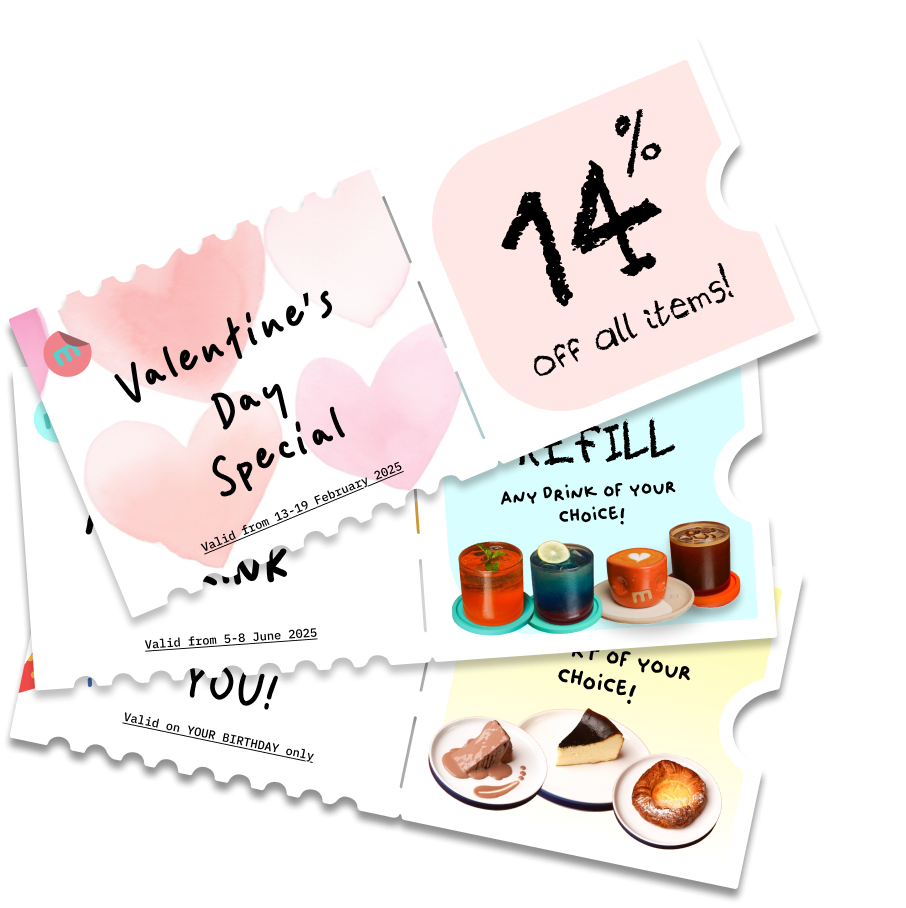 Valentine's
Day
Special
Valid from 13-19 February 2025
14%
off all items!
REFILL
ANY DRINK OF YOUR
CHOiCE!
Valid from 5-8 June 2025
OF YOUR
CHOiCE!
YOU!
Valid on YOUR BIRTHDAY only